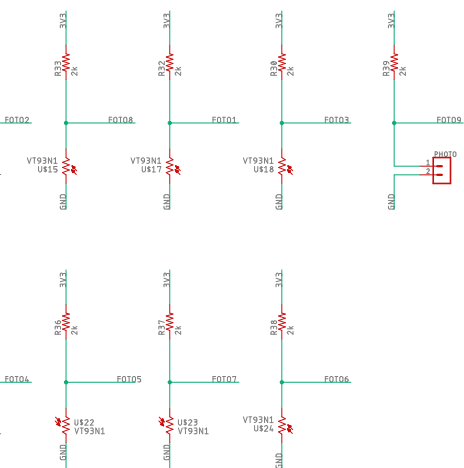 3V3
3V3
3V3
3V3
R33
2k
R32
2k
R30
2k
R39
2k
FOTO2
FOTO8
FOTO1
FOTO3
FOTO9
VT93N1
U$15
VT93N1
U$17
VT93N1
U$18
PHOTO
1
2
GND
GND
GND
GND
3V3
3V3
3V3
R36
2k
R37
2k
R38
2k
FOTO4
FOTO5
FOTO7
FOTO6
U$22
VT93N1
U$23
VT93N1
VT93N1
U$24
GND
GND
GND